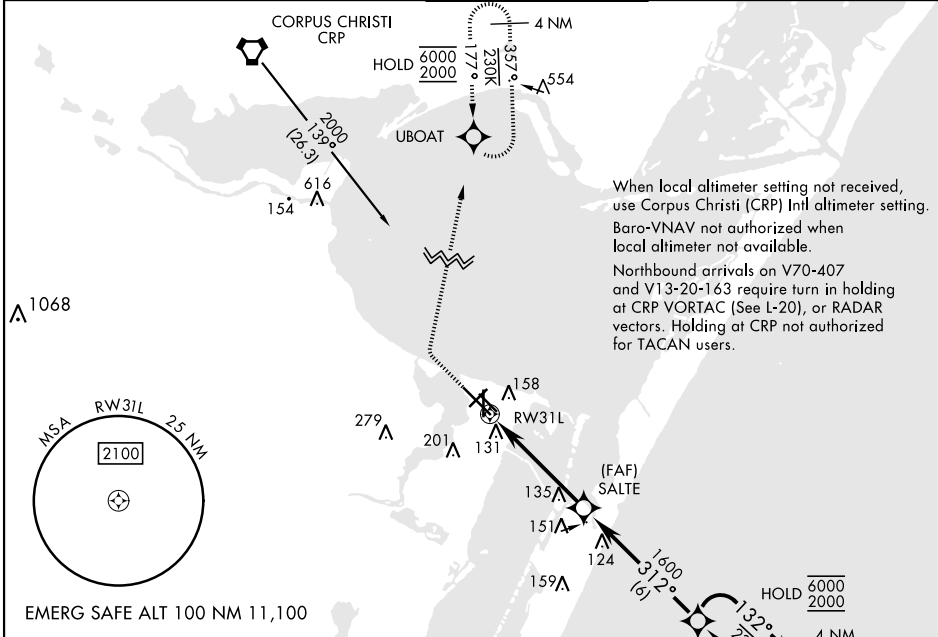 CORPUS CHRISTI
CRP
4 NM
HOLD 6000
2000
177°
230K
357°
554
UBOAT
2000
139°
(26.3)
616
154
When local altimeter setting not received,
use Corpus Christi (CRP) Intl altimeter setting.
Baro-VNAV not authorized when
local altimeter not available.
Northbound arrivals on V70-407
and V13-20-163 require turn in holding
at CRP VORTAC (See L-20), or RADAR
vectors. Holding at CRP not authorized
for TACAN users.
1068
158
RW31L
279
201
131
MSA RW31L 25 NM
2100
(FAF)
SALTE
135
151
124
159
1600
312°
(6)
HOLD 6000
2000
132°
4 NM
EMERG SAFE ALT 100 NM 11,100